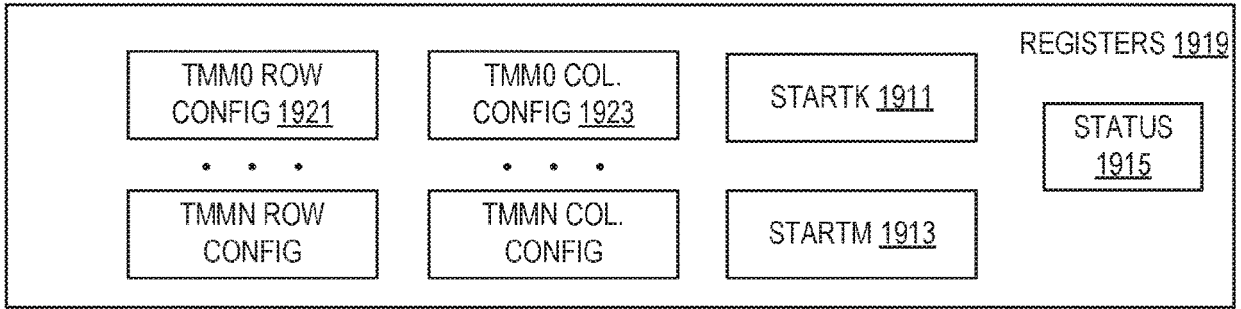 REGISTERS 1919
TMM0 ROW
CONFIG 1921
TMM0 COL.
CONFIG 1923
STARTK 1911
STATUS
1915
• • •
• • •
TMMN ROW
CONFIG
TMMN COL.
CONFIG
STARTM 1913